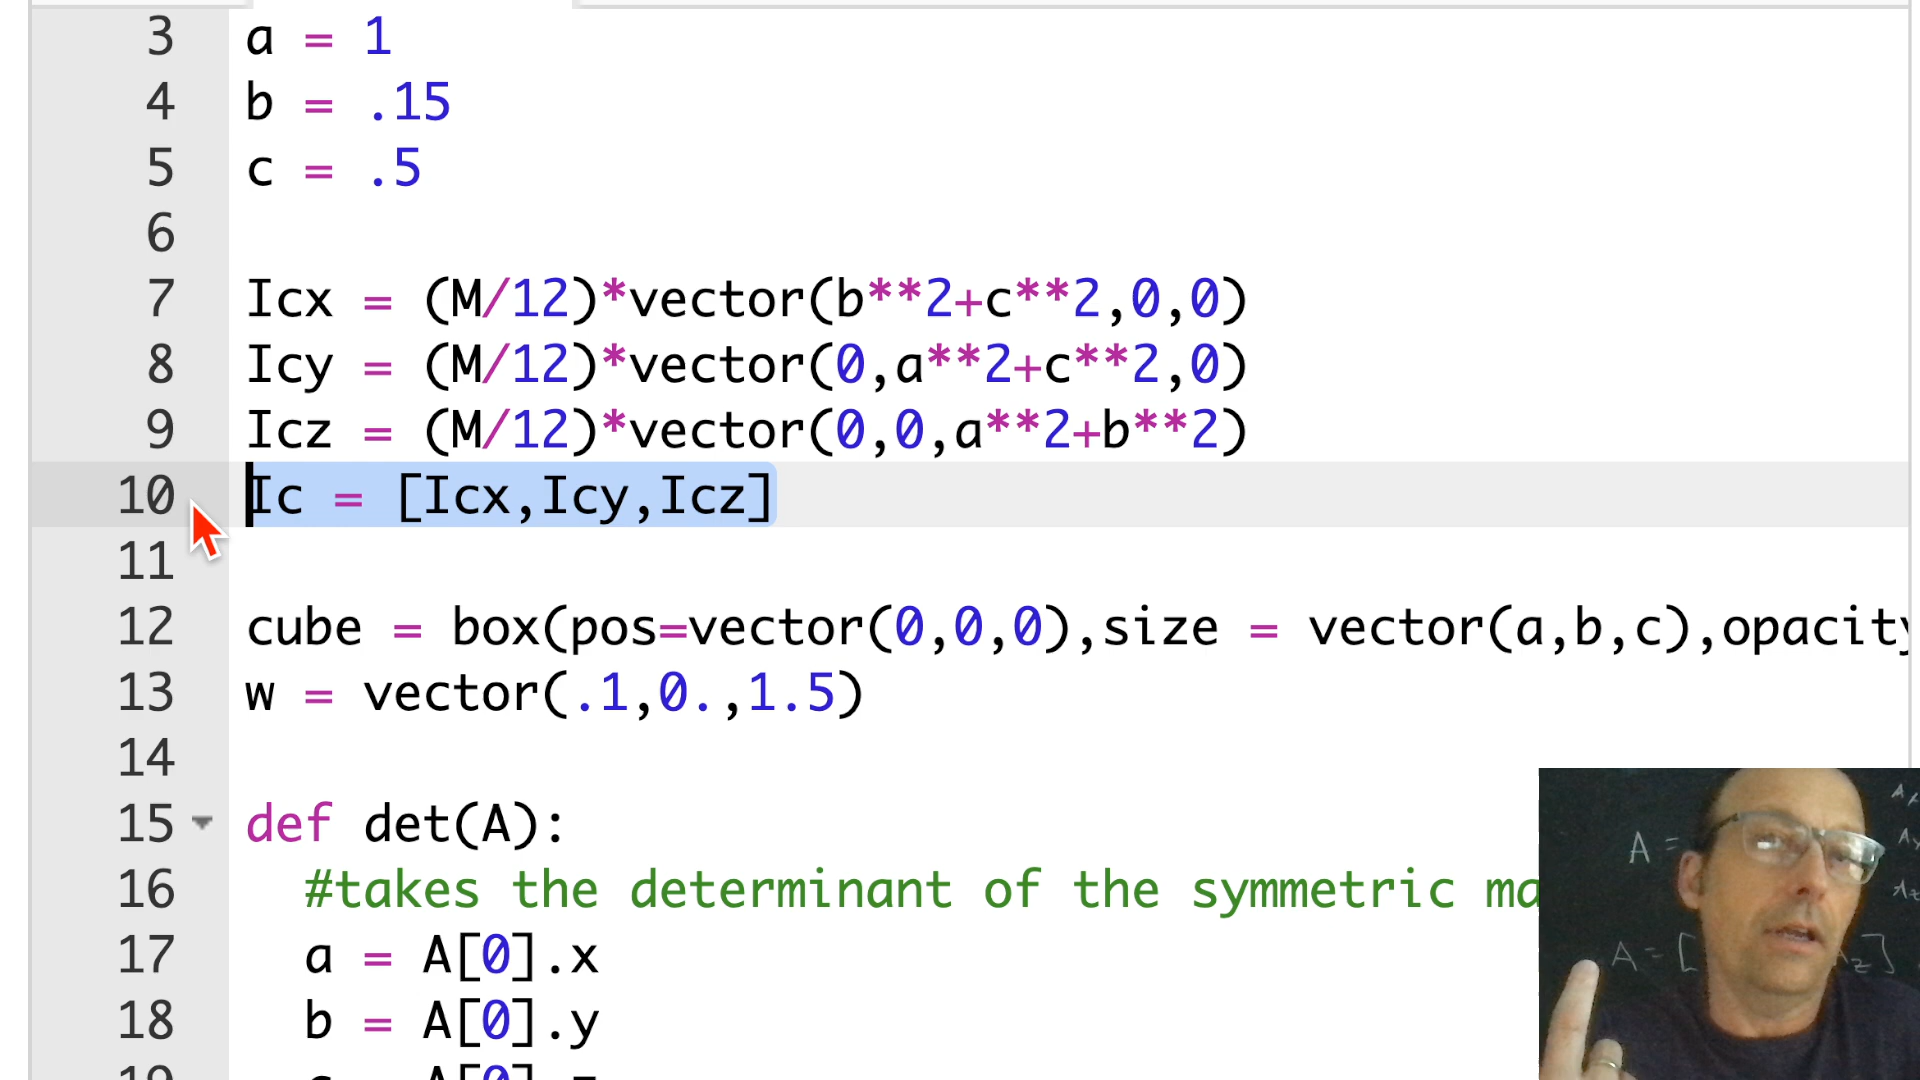 3 a = 1
4 b = .15
5 c = .5
6
7 Icx = (M/12)*vector(b**2+c**2,0,0)
8 Icy = (M/12)*vector(0,a**2+c**2,0)
9 Icz = (M/12)*vector(0,0,a**2+b**2)
10 Ic = [Icx,Icy,Icz]
11
12 cube = box(pos=vector(0,0,0),size = vector(a,b,c),opacity
13 w = vector(.1,0.,1.5)
14
15 def det(A):
16 #takes the determinant of the symmetric ma
17 a = A[0].x
18 b = A[0].y
A =
A = [ ]